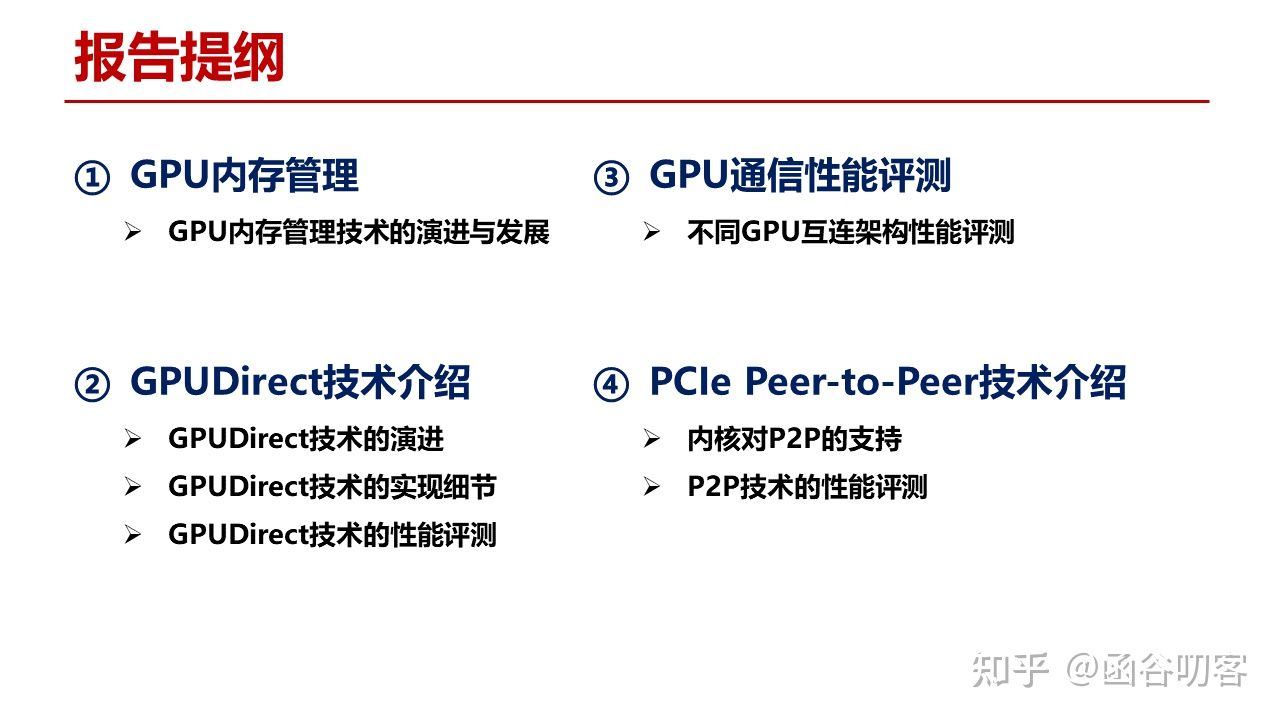 报告提纲
① GPU内存管理
➢ GPU内存管理技术的演进与发展
② GPUDirect技术介绍
➢ GPUDirect技术的演进
➢ GPUDirect技术的实现细节
➢ GPUDirect技术的性能评测
③ GPU通信性能评测
➢ 不同GPU互连架构性能评测
④ PCIe Peer-to-Peer技术介绍
➢ 内核对P2P的支持
➢ P2P技术的性能评测
知乎 @函谷叨客